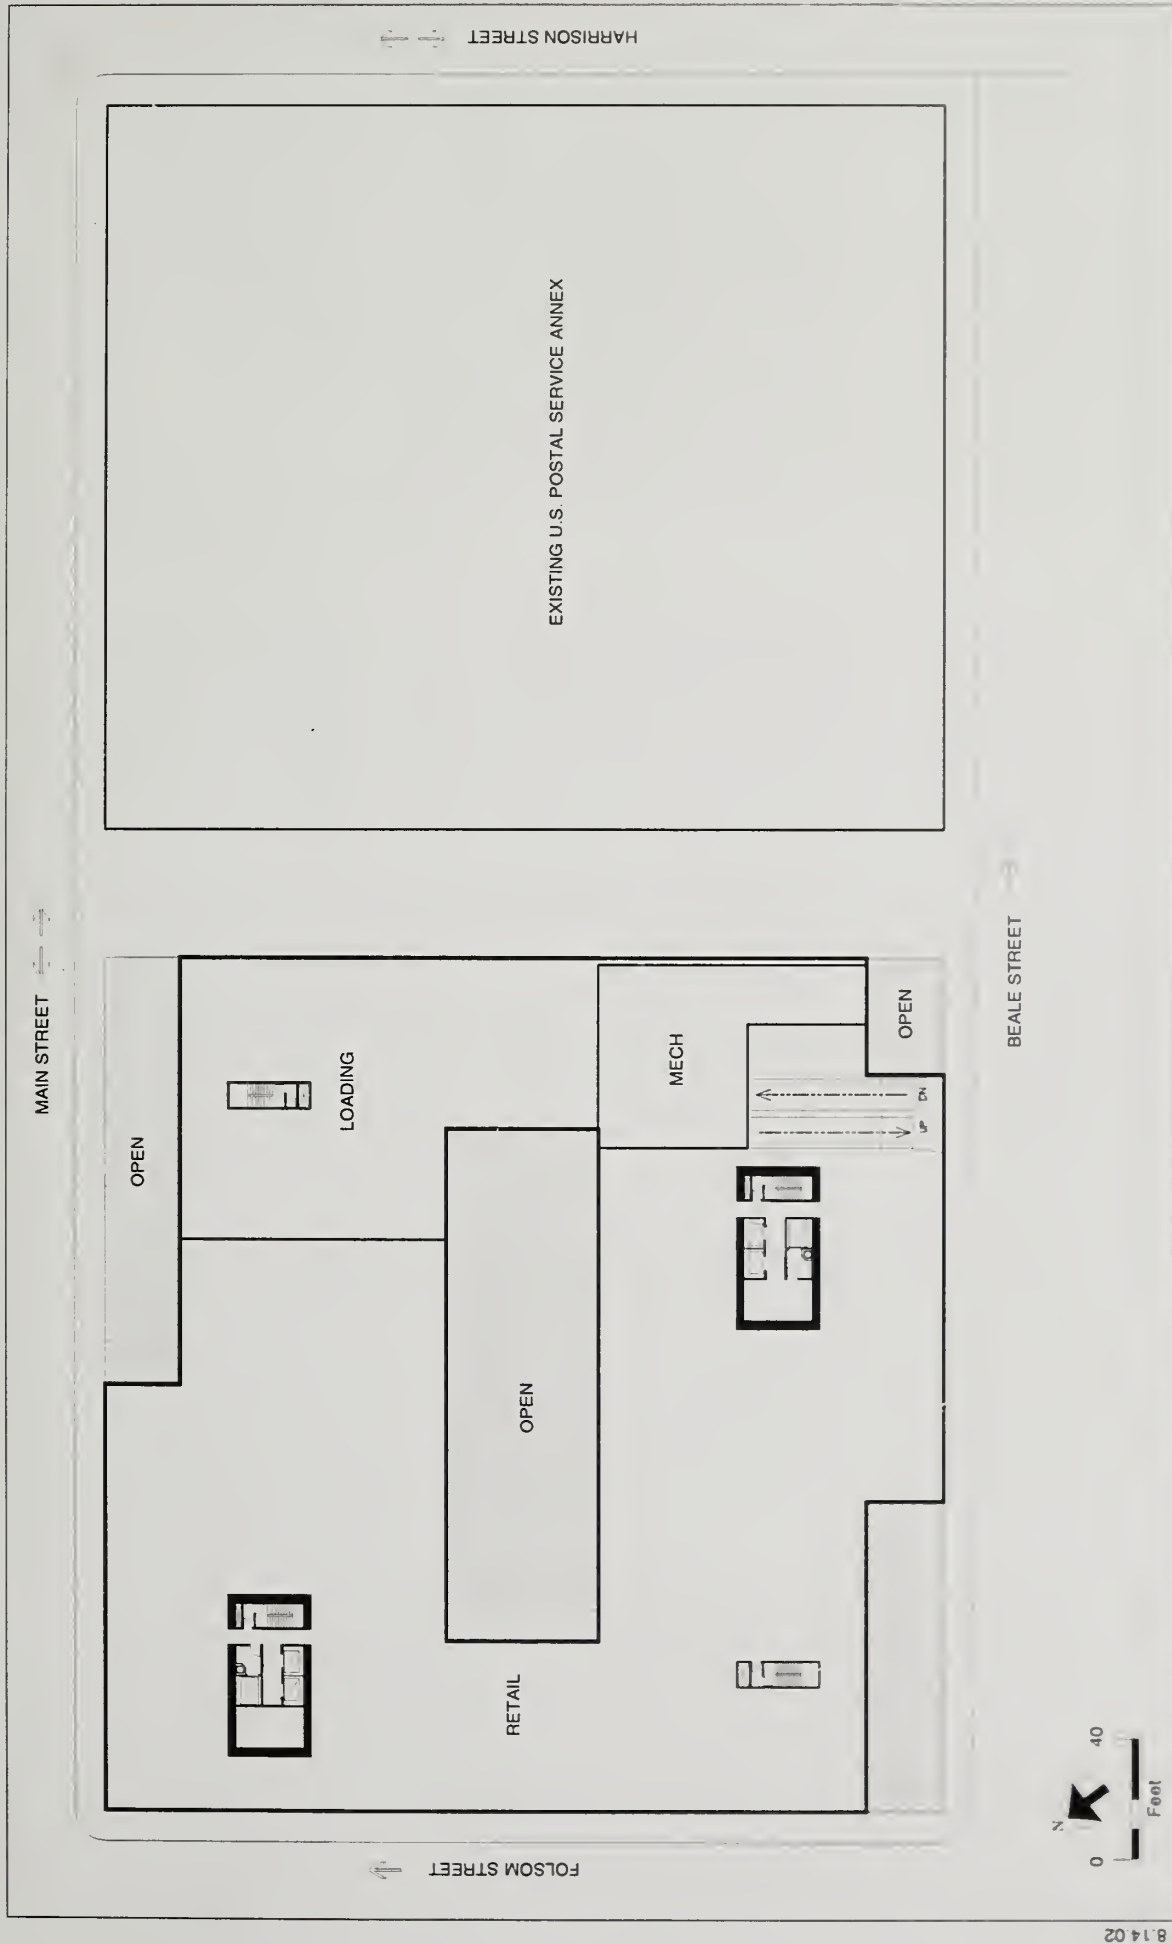 HARRISON STREET
MAIN STREET
EXISTING U.S. POSTAL SERVICE ANNEX
OPEN
LOADING
MECH
OPEN
BEALE STREET
DN
UP
OPEN
RETAIL
FOLSOM STREET
N
0 40
Feet
8.14.02